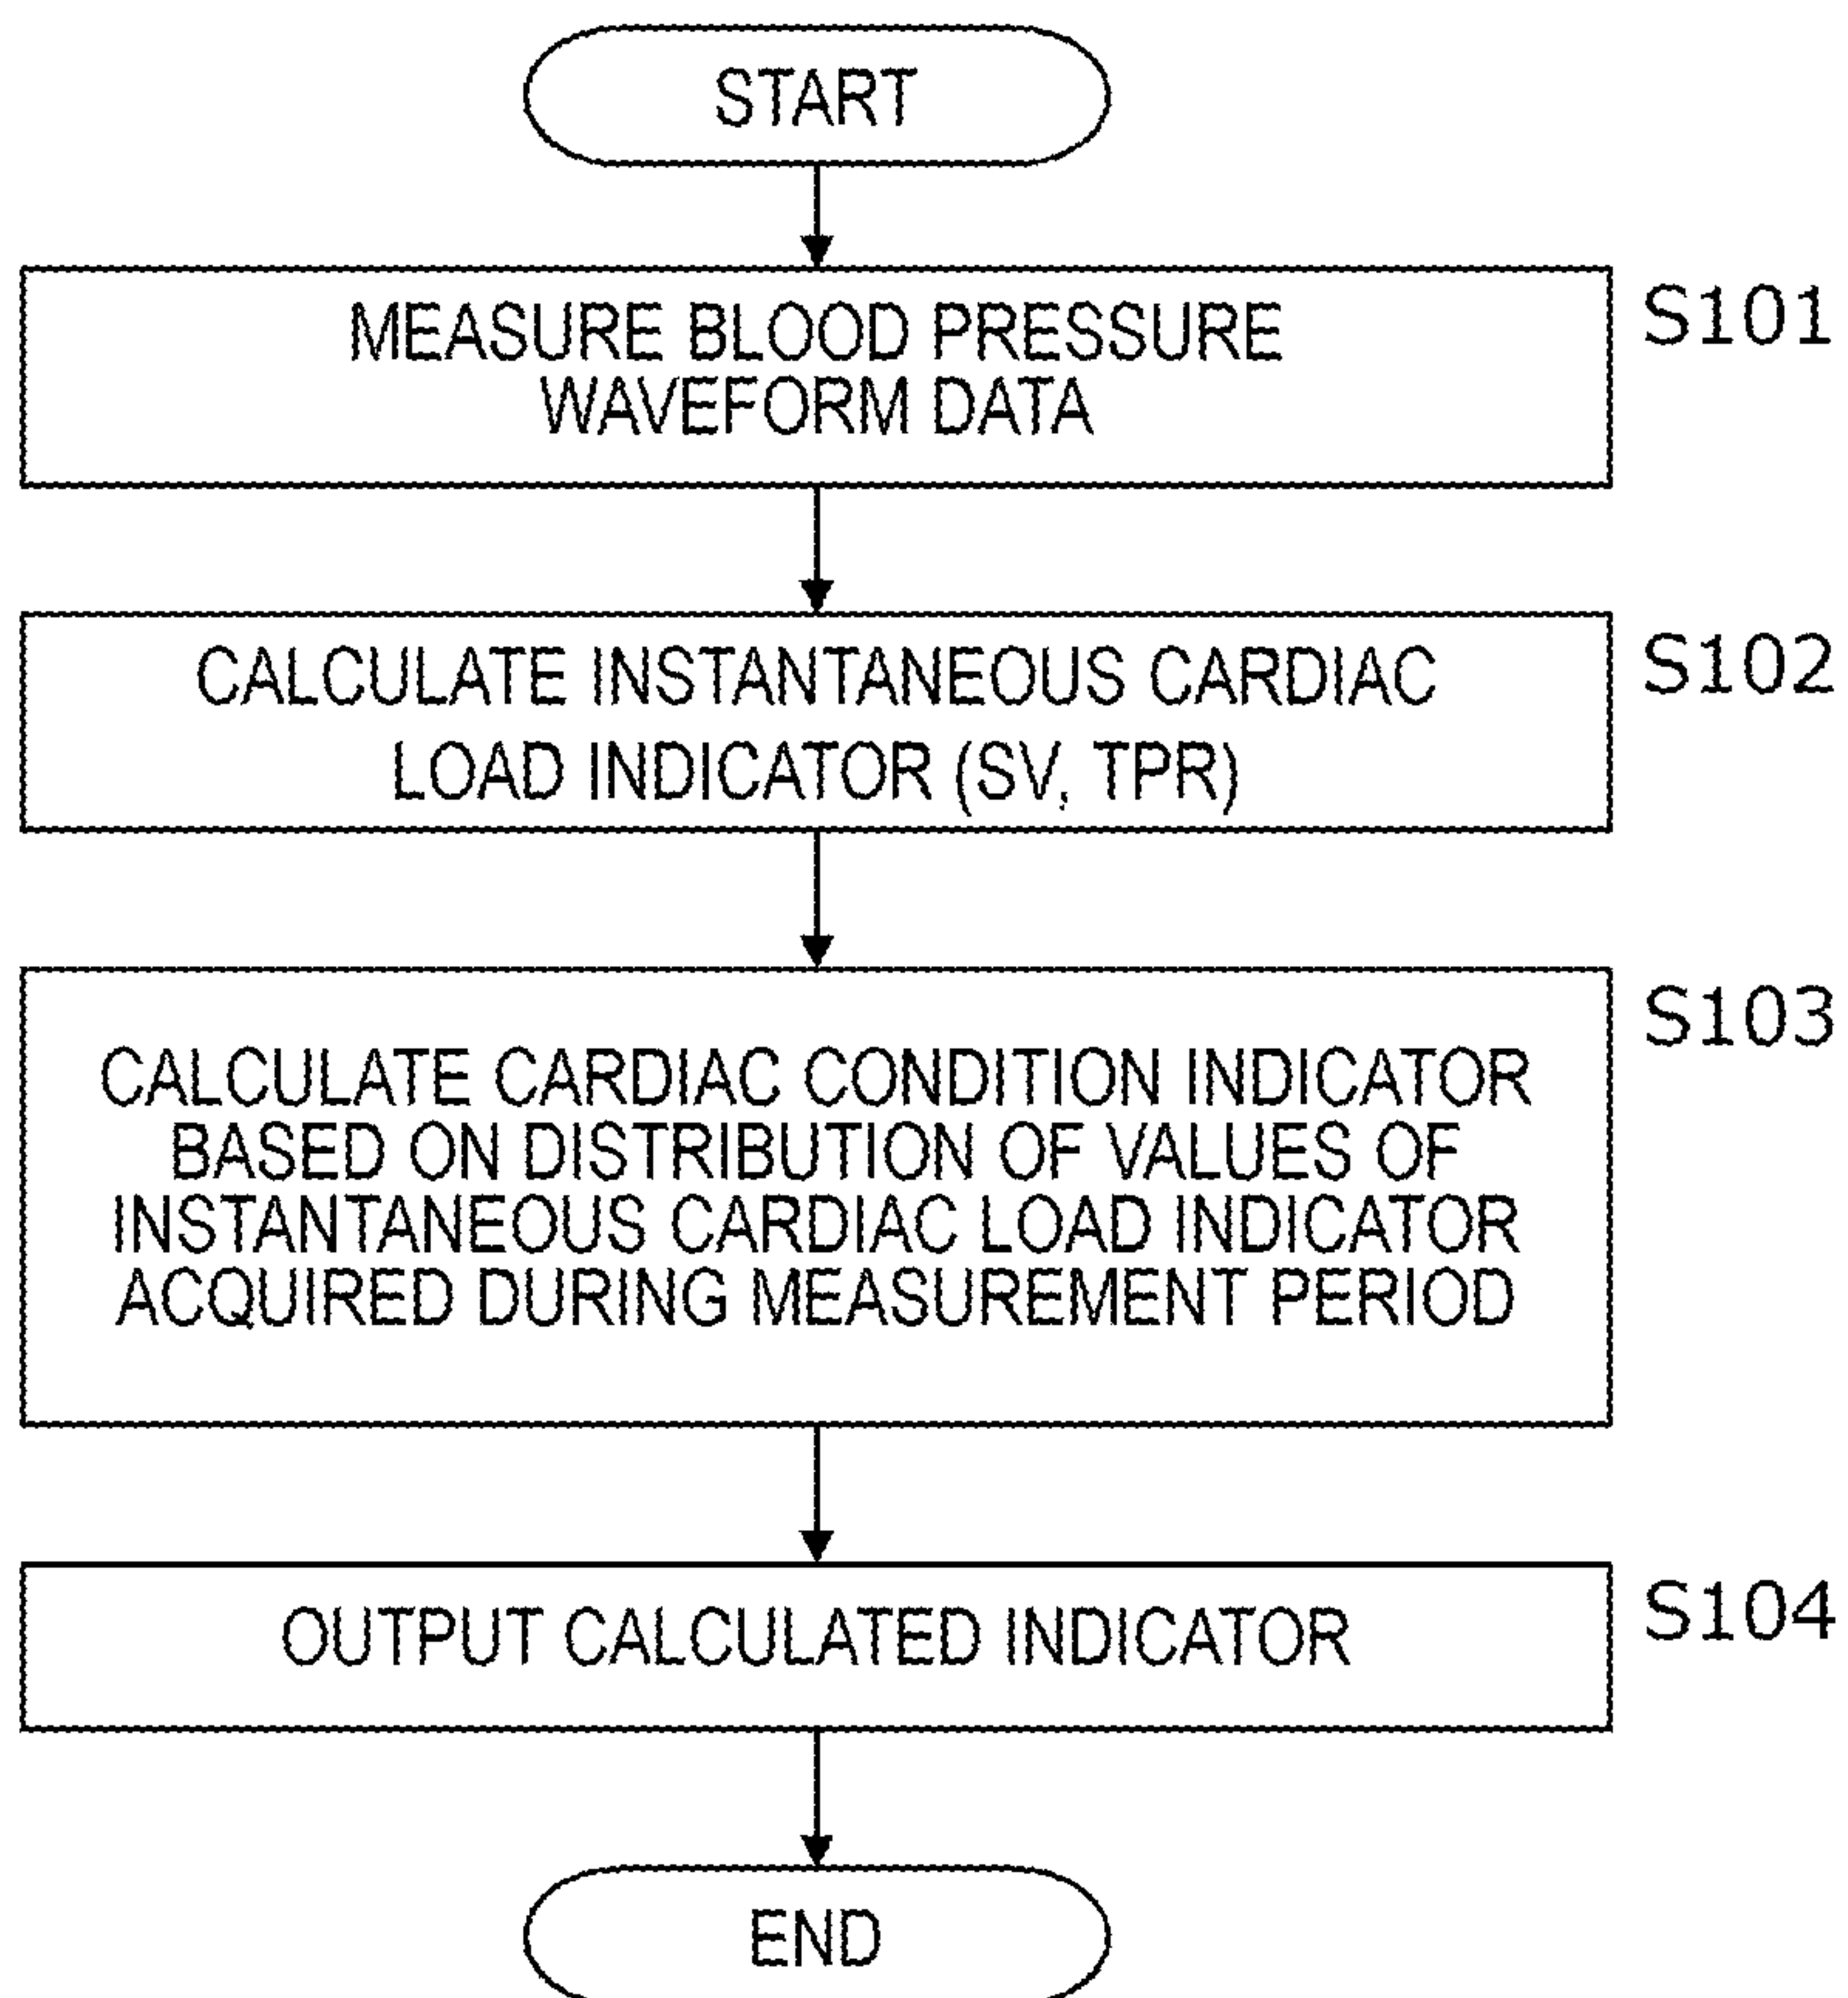 START
MEASURE BLOOD PRESSURE
WAVEFORM DATA
S101
CALCULATE INSTANTANEOUS CARDIAC
LOAD INDICATOR (SV, TPR)
S102
CALCULATE CARDIAC CONDITION INDICATOR
BASED ON DISTRIBUTION OF VALUES OF
INSTANTANEOUS CARDIAC LOAD INDICATOR
ACQUIRED DURING MEASUREMENT PERIOD
S103
OUTPUT CALCULATED INDICATOR
S104
END